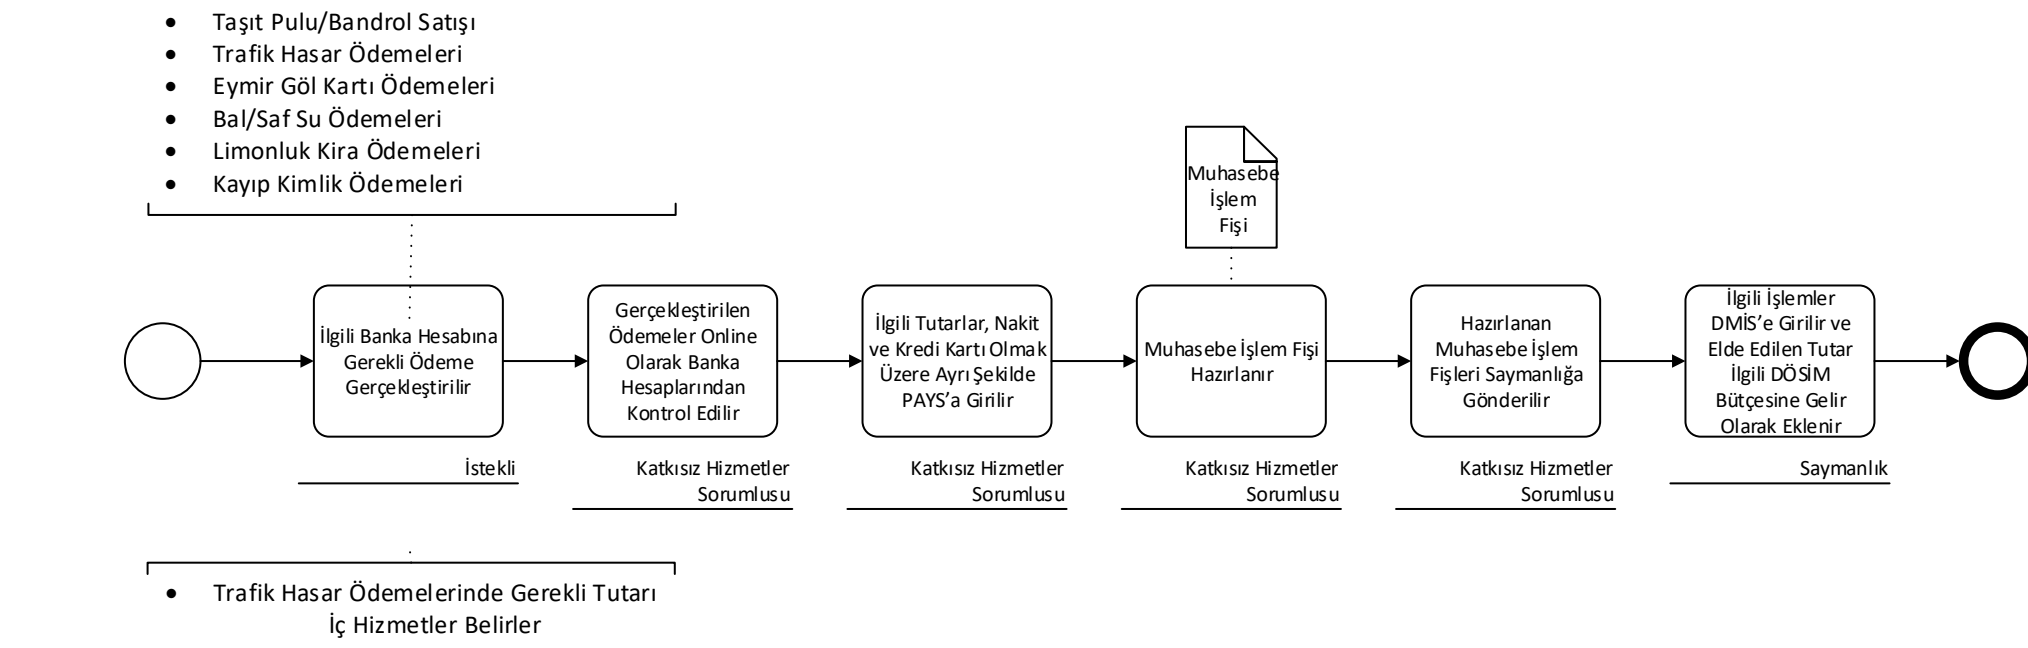 • Taşıt Pulu/Bandrol Satışı
• Trafik Hasar Ödemeleri
• Eymir Göl Kartı Ödemeleri
• Bal/Saf Su Ödemeleri
• Limonluk Kira Ödemeleri
• Kayıp Kimlik Ödemeleri
Muhasebe
İşlem
Fişi
İlgili Banka Hesabına
Gerekli Ödeme
Gerçekleştirilir
İstekli
Gerçekleştirilen
Ödemeler Online
Olarak Banka
Hesaplarından
Kontrol Edilir
Katkısız Hizmetler
Sorumlusu
İlgili Tutarlar, Nakit
ve Kredi Kartı Olmak
Üzere Ayrı Şekilde
PAYS’a Girilir
Katkısız Hizmetler
Sorumlusu
Muhasebe İşlem Fişi
Hazırlanır
Katkısız Hizmetler
Sorumlusu
Hazırlanan
Muhasebe İşlem
Fişleri Saymanlığa
Gönderilir
Katkısız Hizmetler
Sorumlusu
İlgili İşlemler
DMİS’e Girilir ve
Elde Edilen Tutar
İlgili DÖSİM
Bütçesine Gelir
Olarak Eklenir
Saymanlık
• Trafik Hasar Ödemelerinde Gerekli Tutarı
İç Hizmetler Belirler